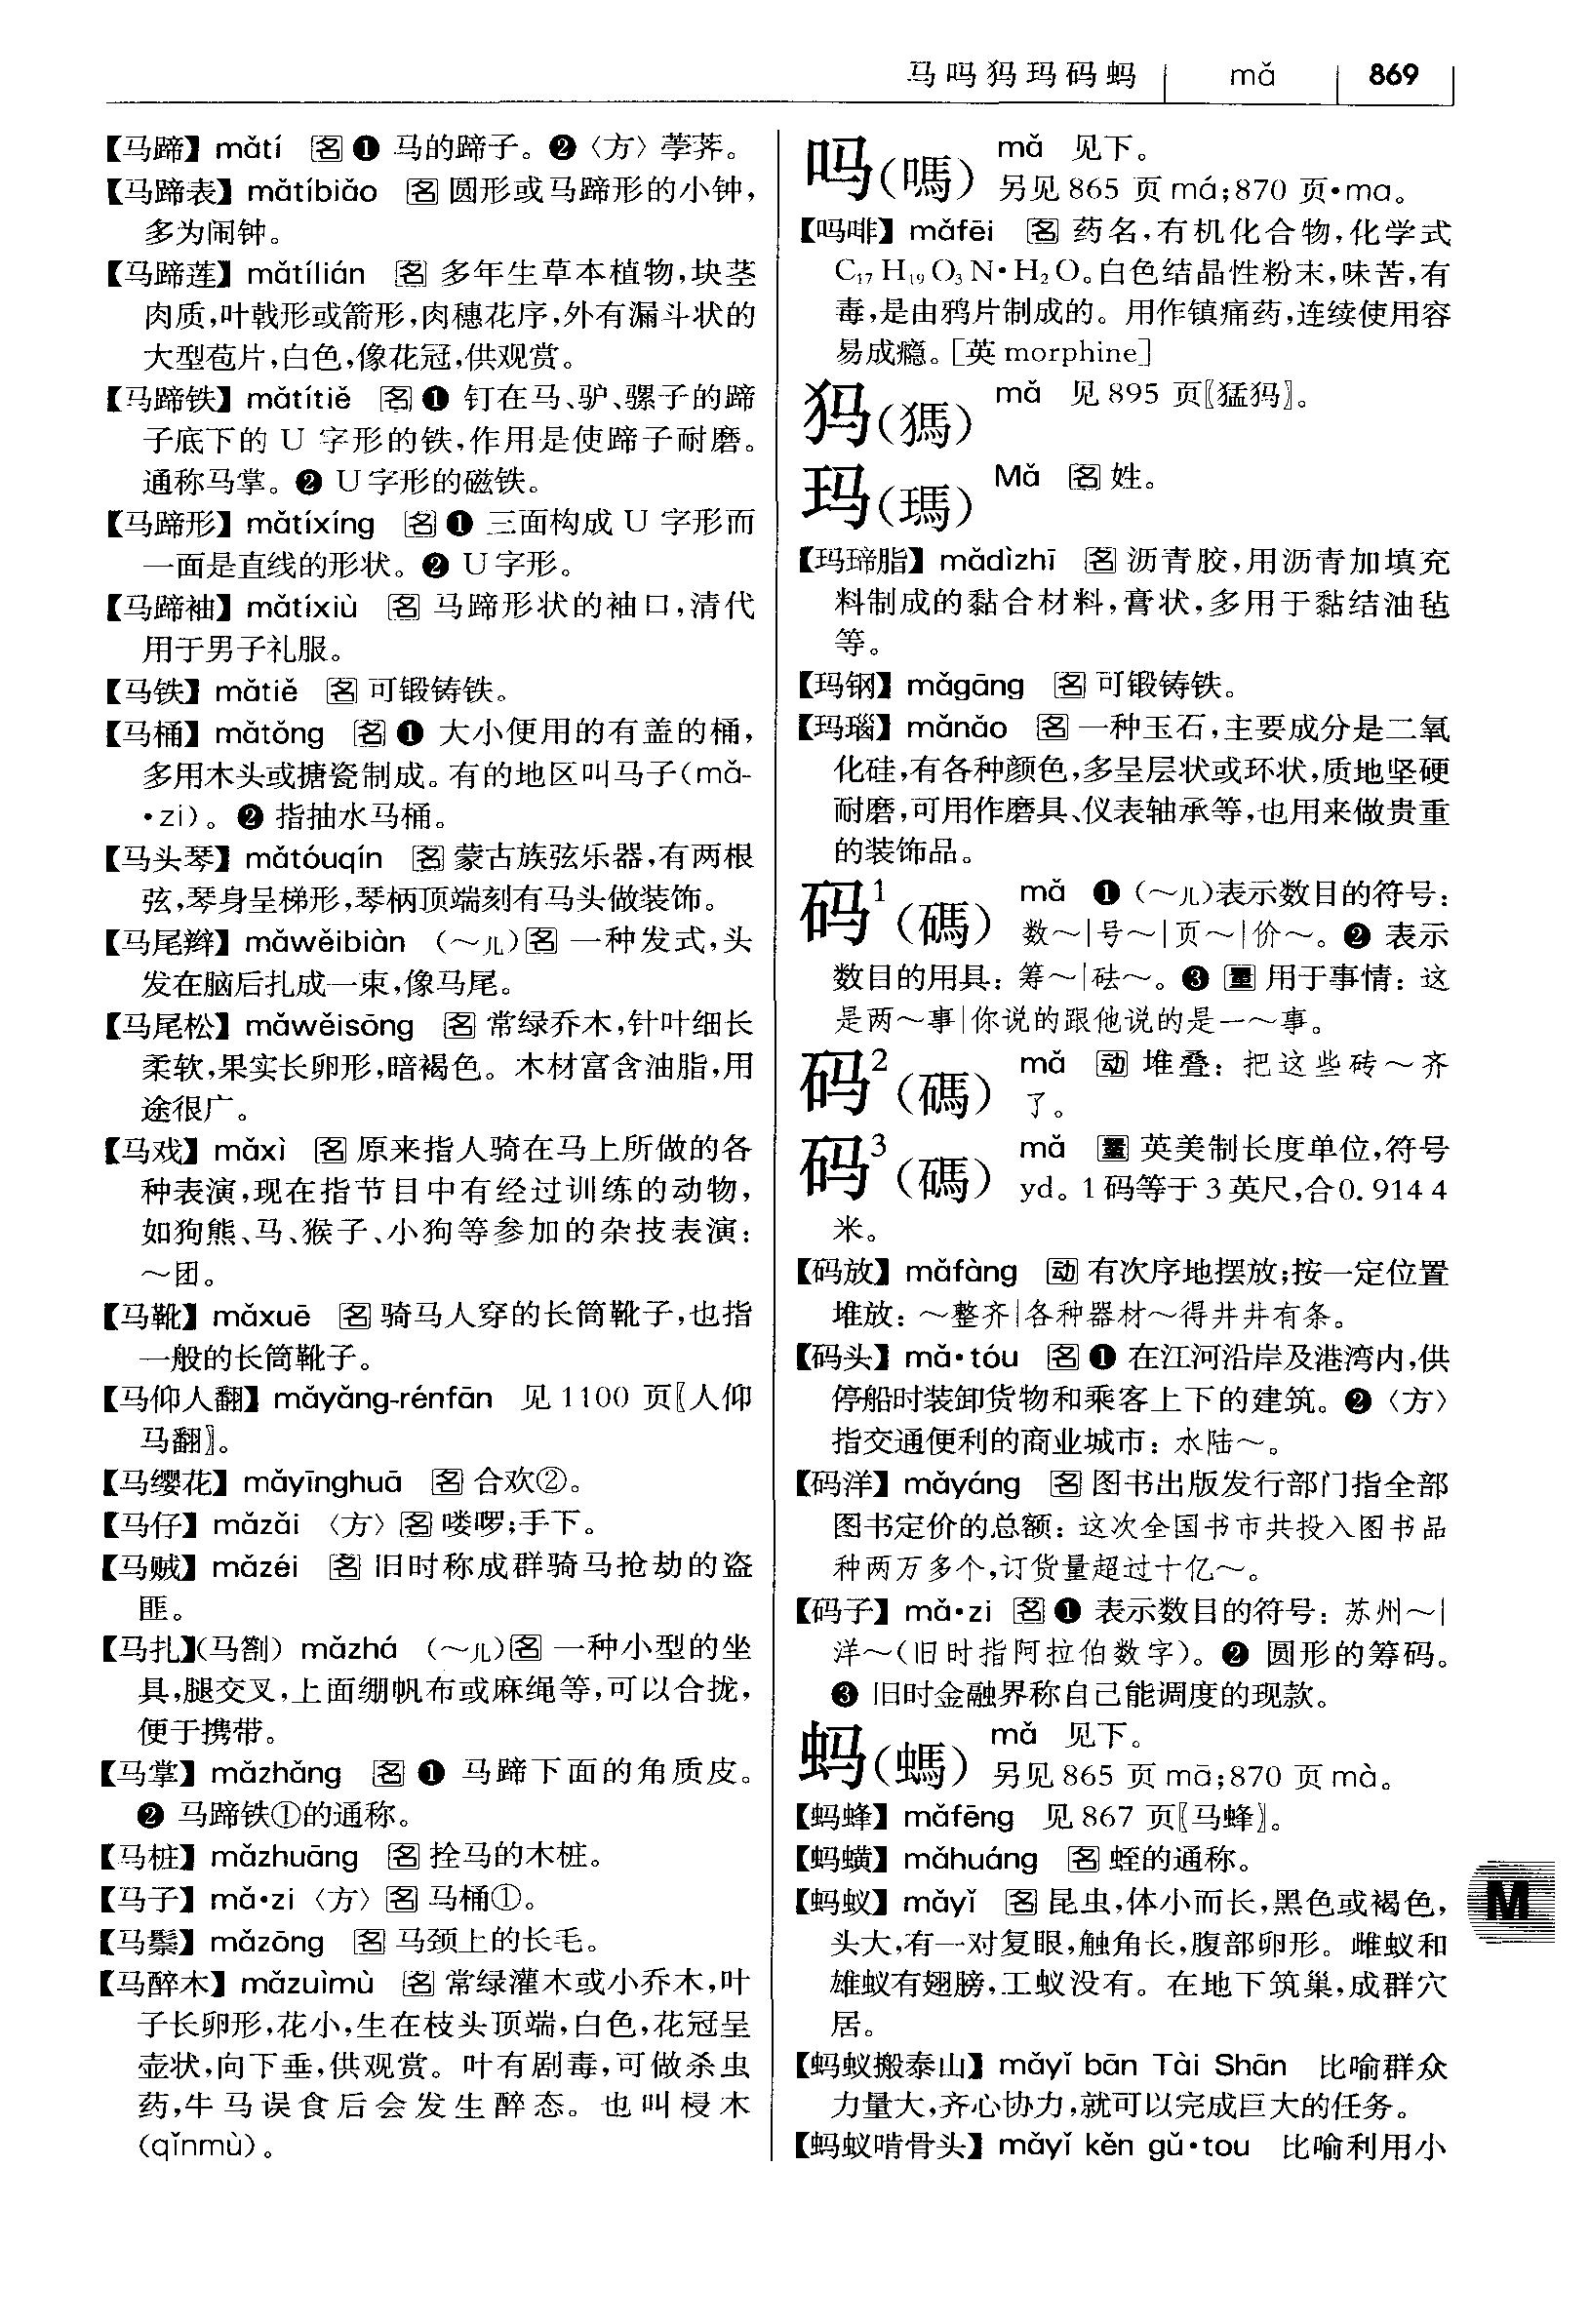 马吗犸玛码蚂 mǎ 869
【马蹄】mǎtí 名❶ 马的蹄子。❷〈方〉荸荠。
【马蹄表】mǎtíbiǎo 名 圆形或马蹄形的小钟，
多为闹钟。
【马蹄莲】mǎtílián 名 多年生草本植物，块茎
肉质，叶戟形或箭形，肉穗花序，外有漏斗状的
大型苞片，白色，像花冠，供观赏。
【马蹄铁】mǎtítiě 名❶ 钉在马、驴、骡子的蹄
子底下的 U 字形的铁，作用是使蹄子耐磨。
通称马掌。❷ U字形的磁铁。
【马蹄形】mǎtíxíng 名❶ 三面构成 U 字形而
一面是直线的形状。❷ U字形。
【马蹄袖】mǎtíxiù 名 马蹄形状的袖口，清代
用于男子礼服。
【马铁】mǎtiě 名 可锻铸铁。
【马桶】mǎtǒng 名❶ 大小便用的有盖的桶，
多用木头或搪瓷制成。有的地区叫马子(mǎ-
·zi)。❷ 指抽水马桶。
【马头琴】mǎtóuqín 名 蒙古族弦乐器，有两根
弦，琴身呈梯形，琴柄顶端刻有马头做装饰。
【马尾辫】mǎwěibiàn （～儿）名 一种发式，头
发在脑后扎成一束，像马尾。
【马尾松】mǎwěisōng 名 常绿乔木，针叶细长
柔软，果实长卵形，暗褐色。木材富含油脂，用
途很广。
【马戏】mǎxì 名 原来指人骑在马上所做的各
种表演，现在指节目中有经过训练的动物，
如狗熊、马、猴子、小狗等参加的杂技表演：
～团。
【马靴】mǎxuē 名 骑马人穿的长筒靴子，也指
一般的长筒靴子。
【马仰人翻】mǎyǎng-rénfān 见1100 页〖人仰
马翻〗。
【马缨花】mǎyīnghuā 名 合欢②。
【马仔】mǎzǎi 〈方〉名 喽啰；手下。
【马贼】mǎzéi 名 旧时称成群骑马抢劫的盗
匪。
【马扎】（马劄） mǎzhá （～儿）名 一种小型的坐
具，腿交叉，上面绷帆布或麻绳等，可以合拢，
便于携带。
【马掌】mǎzhǎng 名❶ 马蹄下面的角质皮。
❷ 马蹄铁①的通称。
【马桩】mǎzhuāng 名 拴马的木桩。
【马子】mǎ·zi 〈方〉名 马桶①。
【马鬃】mǎzōng 名 马颈上的长毛。
【马醉木】mǎzuìmù 名 常绿灌木或小乔木，叶
子长卵形，花小，生在枝头顶端，白色，花冠呈
壶状，向下垂，供观赏。叶有剧毒，可做杀虫
药，牛马误食后会发生醉态。也叫梫木
(qǐnmù)。
吗（嗎） mǎ 见下。
另见865 页 má；870 页·ma。
【吗啡】mǎfēi 名 药名，有机化合物，化学式
C₁₇H₁₉O₃N·H₂O。白色结晶性粉末，味苦，有
毒，是由鸦片制成的。用作镇痛药，连续使用容
易成瘾。[英 morphine]
犸（獁） mǎ 见895 页〖猛犸〗。
玛（瑪） Mǎ 名 姓。
【玛𤧛脂】mǎdìzhī 名 沥青胶，用沥青加填充
料制成的黏合材料，膏状，多用于黏结油毡
等。
【玛钢】mǎgāng 名 可锻铸铁。
【玛瑙】mǎnǎo 名 一种玉石，主要成分是二氧
化硅，有各种颜色，多呈层状或环状，质地坚硬
耐磨，可用作磨具、仪表轴承等，也用来做贵重
的装饰品。
码¹（碼） mǎ ❶（～儿）表示数目的符号：
数～|号～|页～|价～。❷ 表示
数目的用具：筹～|砝～。❸ 量 用于事情：这
是两～事|你说的跟他说的是一～事。
码²（碼） mǎ 动 堆叠：把这些砖～齐
了。
码³（碼） mǎ 量 英美制长度单位，符号
yd。1码等于3英尺，合0.914 4
米。
【码放】mǎfàng 动 有次序地摆放；按一定位置
堆放：～整齐|各种器材～得井井有条。
【码头】mǎ·tóu 名❶ 在江河沿岸及港湾内，供
停船时装卸货物和乘客上下的建筑。❷〈方〉
指交通便利的商业城市：水陆～。
【码洋】mǎyáng 名 图书出版发行部门指全部
图书定价的总额：这次全国书市共投入图书品
种两万多个，订货量超过十亿～。
【码子】mǎ·zi 名❶ 表示数目的符号：苏州～|
洋～（旧时指阿拉伯数字）。❷ 圆形的筹码。
❸ 旧时金融界称自己能调度的现款。
蚂（螞） mǎ 见下。
另见865 页 mā；870 页 mà。
【蚂蜂】mǎfēng 见867 页〖马蜂〗。
【蚂蟥】mǎhuáng 名 蛭的通称。
【蚂蚁】mǎyǐ 名 昆虫，体小而长，黑色或褐色，
头大，有一对复眼，触角长，腹部卵形。雌蚁和
雄蚁有翅膀，工蚁没有。在地下筑巢，成群穴
居。
【蚂蚁搬泰山】mǎyǐ bān Tài Shān 比喻群众
力量大，齐心协力，就可以完成巨大的任务。
【蚂蚁啃骨头】mǎyǐ kěn gǔ·tou 比喻利用小
M